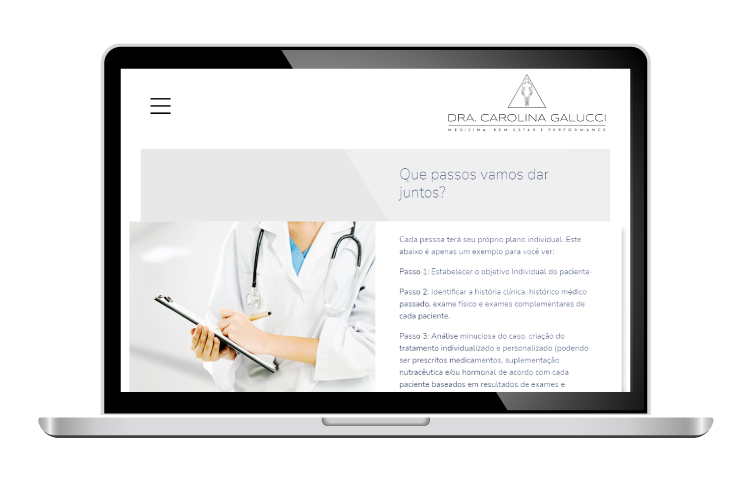 DRA. CAROLINA GALUCCI
MEDICINA, BEM ESTAR E PERFORMANCE
Que passos vamos dar
juntos?
Cada pessoa terá seu próprio plano individual. Este
abaixo é apenas um exemplo para você ver:
Passo 1: Estabelecer o objetivo Individual do paciente
Passo 2: Identificar a história clínica, histórico médico
passado, exame físico e exames complementares de
cada paciente.
Passo 3: Análise minuciosa do caso, criação do
tratamento individualizado e personalizado (podendo
ser prescritos medicamentos, suplementação
nutracêutica e/ou hormonal de acordo com cada
paciente baseados em resultados de exames e